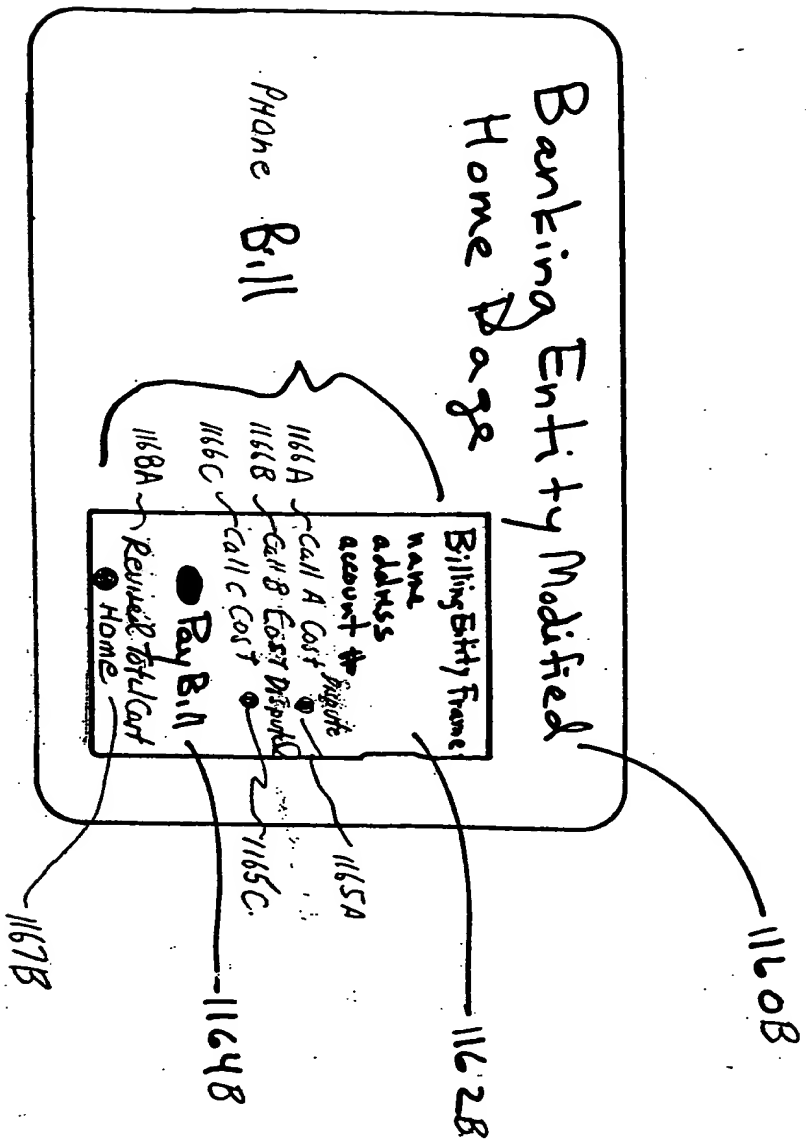 Banking Entity Modified
Home Page
1160B
Phone Bill
Billing Entity Frame
1162B
name
address
account #
1166A Call A Cost Dispute 1165A
1166B Call B Cost Disputed
1166C Call C Cost 1165C
Pay Bill 1164B
1168A Revised Total Cost
Home 1167B